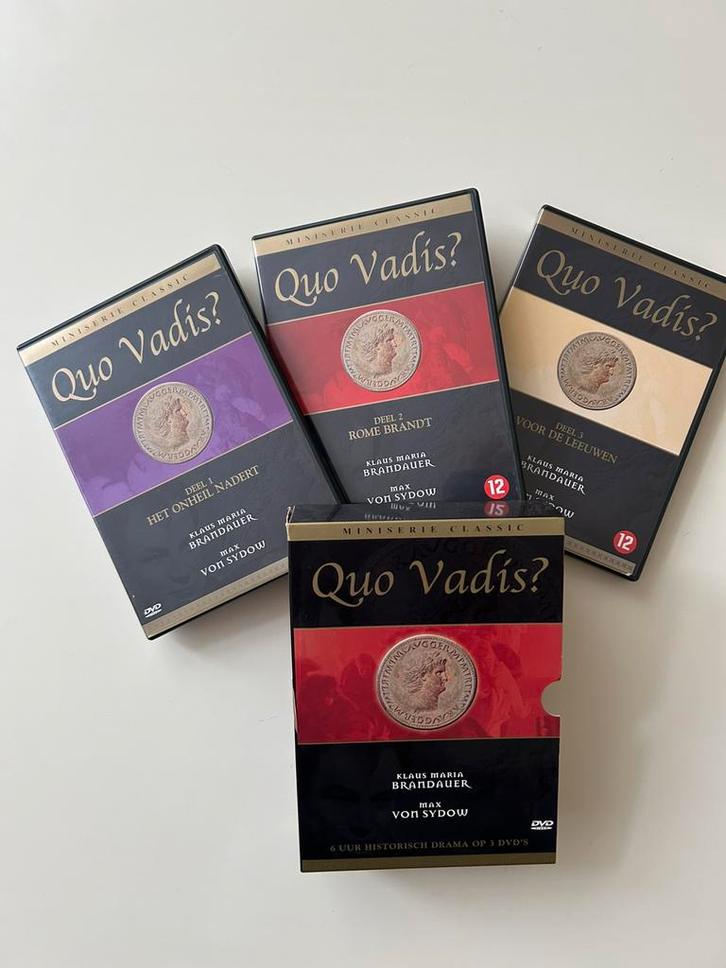 MINISERIE CLASSIC
Quo Vadis?
DEEL 1
HET ONHEIL NADERT
KLAUS MARIA
BRANDAUER
MAX
VON SYDOW
DVD
MINISERIE CLASSIC
Quo Vadis?
DEEL 2
ROME BRANDT
KLAUS MARIA
BRANDAUER
MAX
VON SYDOW
12
MINISERIE CLASSIC
Quo Vadis?
DEEL 3
VOOR DE LEEUWEN
KLAUS MARIA
BRANDAUER
MAX
12
MINISERIE CLASSIC
Quo Vadis?
KLAUS MARIA
BRANDAUER
MAX
VON SYDOW
DVD
VIDEO
6 UUR HISTORISCH DRAMA OP 3 DVD'S